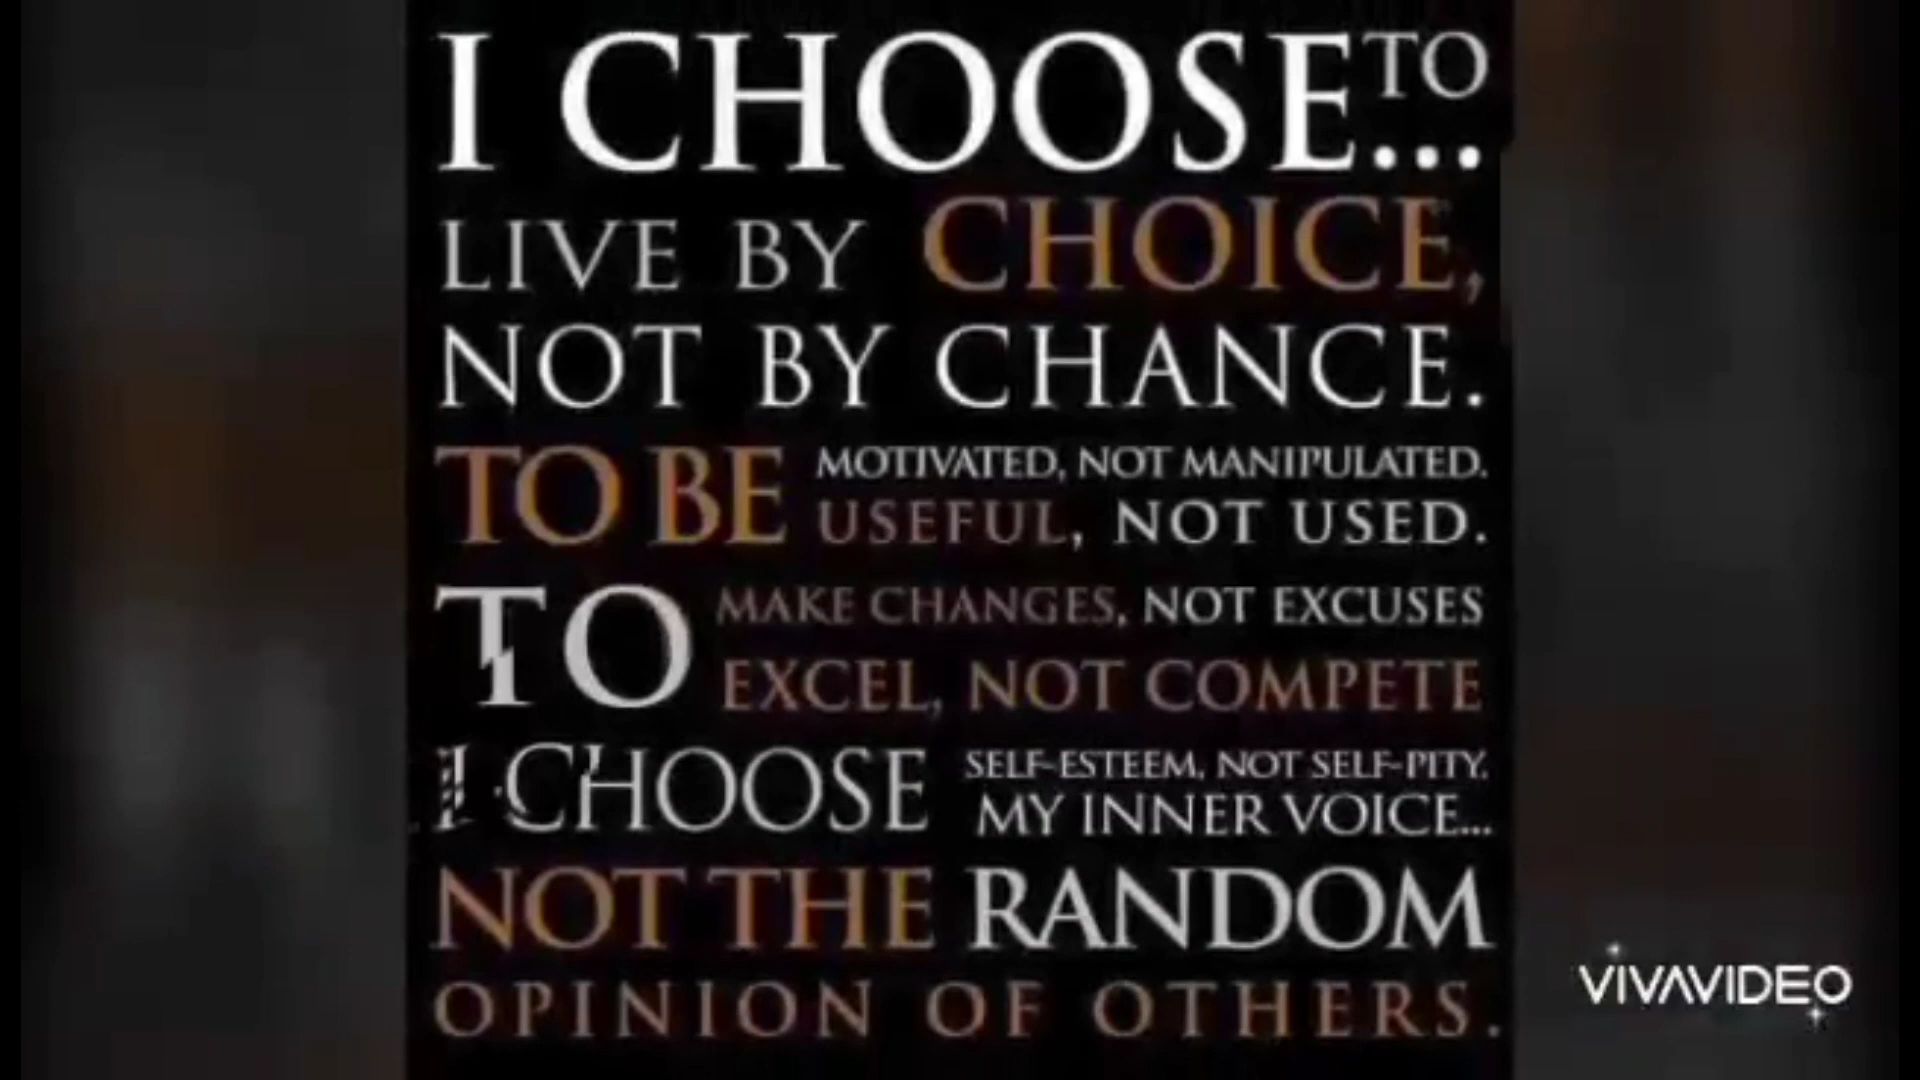 I CHOOSE TO...
LIVE BY CHOICE,
NOT BY CHANCE.
TO BE MOTIVATED, NOT MANIPULATED.
USEFUL, NOT USED.
TO MAKE CHANGES, NOT EXCUSES
EXCEL, NOT COMPETE
I CHOOSE SELF-ESTEEM, NOT SELF-PITY.
MY INNER VOICE...
NOT THE RANDOM
OPINION OF OTHERS.
VIVAVIDEO